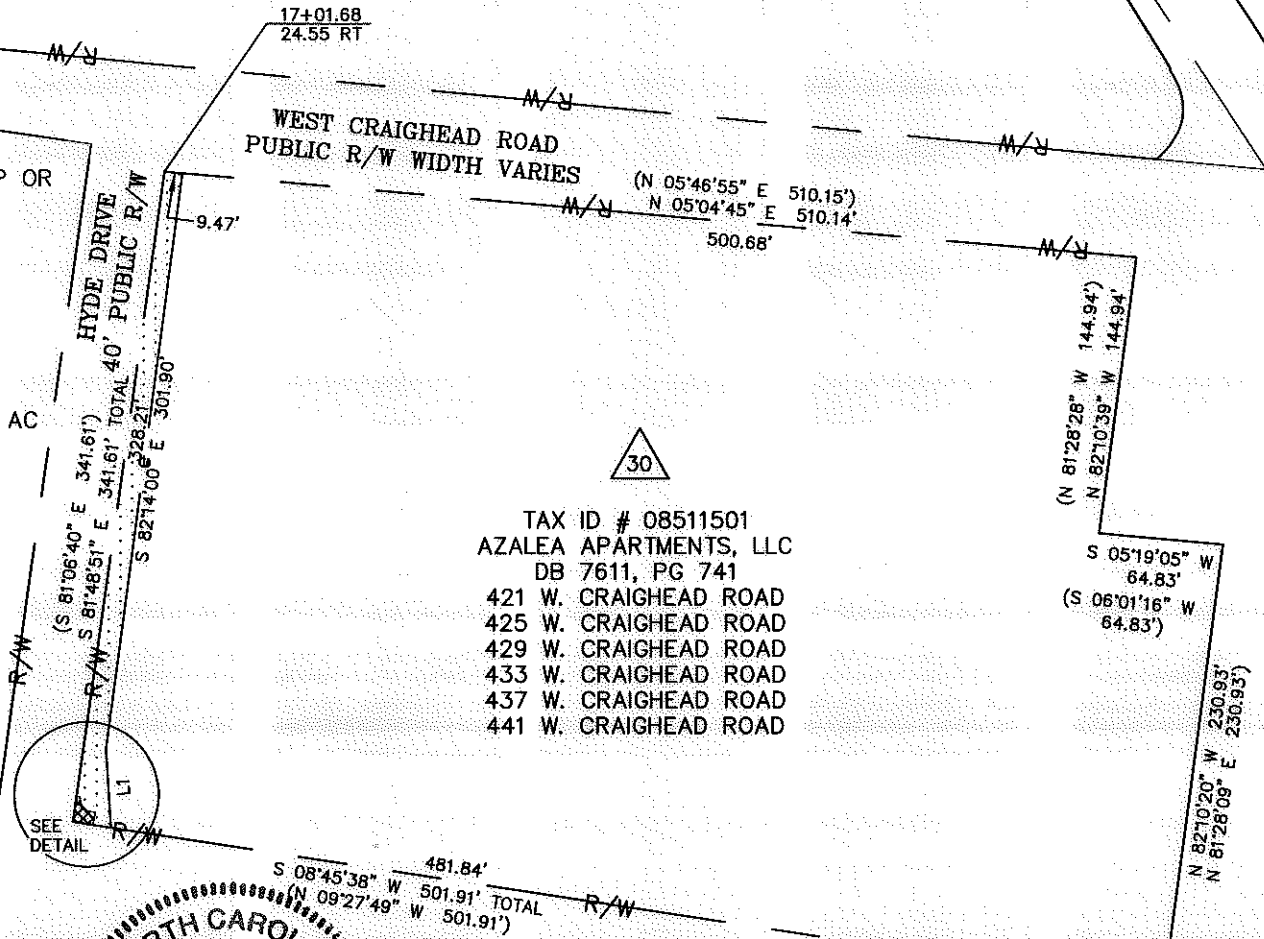 17+01.68
24.55 RT
R/W
R/W
R/W
WEST CRAIGHEAD ROAD
PUBLIC R/W WIDTH VARIES
(N 05°46'55" E 510.15')
N 05°04'45" E 510.14'
500.68'
R/W
R/W
OR
HYDE DRIVE
40' PUBLIC R/W
9.47'
AC
(S 81°06'40" E 341.61')
S 81°48'51" E 341.61' TOTAL
328.21'
S 82°14'00" E 301.90'
R/W
R/W
(N 81°28'28" W 144.94')
N 82°10'39" W 144.94'
30
TAX ID # 08511501
AZALEA APARTMENTS, LLC
DB 7611, PG 741
421 W. CRAIGHEAD ROAD
425 W. CRAIGHEAD ROAD
429 W. CRAIGHEAD ROAD
433 W. CRAIGHEAD ROAD
437 W. CRAIGHEAD ROAD
441 W. CRAIGHEAD ROAD
S 05°19'05" W
64.83'
(S 06°01'16" W
64.83')
N 82°10'20" W 230.93'
N 81°28'09" E 230.93')
L1
SEE
DETAIL
R/W
481.84'
S 08°45'38" W 501.91' TOTAL
(N 09°27'49" W 501.91')
R/W
RTH CARO